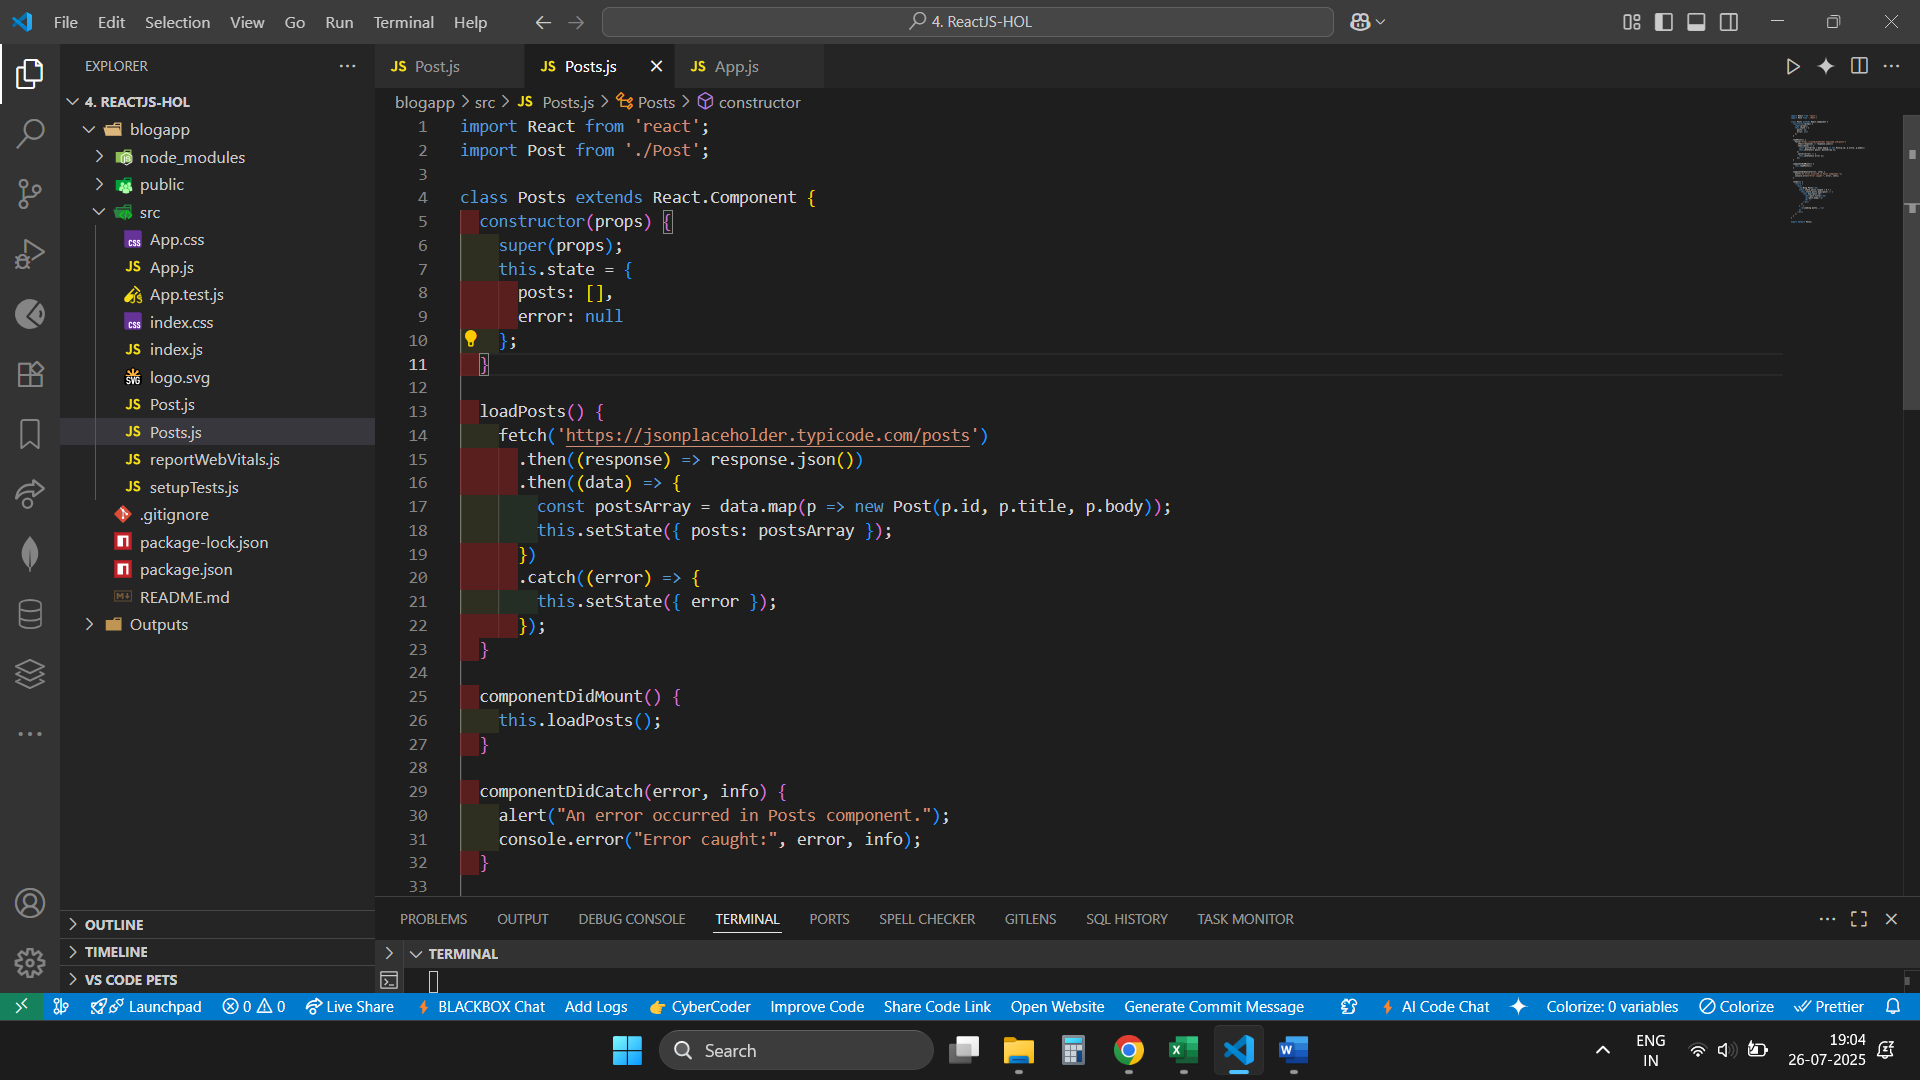 File Edit Selection View Go Run Terminal Help
4. ReactJS-HOL
EXPLORER
4. REACTJS-HOL
blogapp
node_modules
public
src
App.css
App.js
App.test.js
index.css
index.js
logo.svg
Post.js
Posts.js
reportWebVitals.js
setupTests.js
.gitignore
package-lock.json
package.json
README.md
Outputs
OUTLINE
TIMELINE
VS CODE PETS
JS Post.js JS Posts.js JS App.js
blogapp > src > JS Posts.js > Posts > constructor
1 import React from 'react';
2 import Post from './Post';
3
4 class Posts extends React.Component {
5 constructor(props) {
6 super(props);
7 this.state = {
8 posts: [],
9 error: null
10 };
11 }
12
13 loadPosts() {
14 fetch('https://jsonplaceholder.typicode.com/posts')
15 .then((response) => response.json())
16 .then((data) => {
17 const postsArray = data.map(p => new Post(p.id, p.title, p.body));
18 this.setState({ posts: postsArray });
19 })
20 .catch((error) => {
21 this.setState({ error });
22 });
23 }
24
25 componentDidMount() {
26 this.loadPosts();
27 }
28
29 componentDidCatch(error, info) {
30 alert("An error occurred in Posts component.");
31 console.error("Error caught:", error, info);
32 }
33
PROBLEMS OUTPUT DEBUG CONSOLE TERMINAL PORTS SPELL CHECKER GITLENS SQL HISTORY TASK MONITOR
TERMINAL
Launchpad 0 0 Live Share BLACKBOX Chat Add Logs CyberCoder Improve Code Share Code Link Open Website Generate Commit Message AI Code Chat Colorize: 0 variables Colorize Prettier
Search
ENG
IN
19:04
26-07-2025